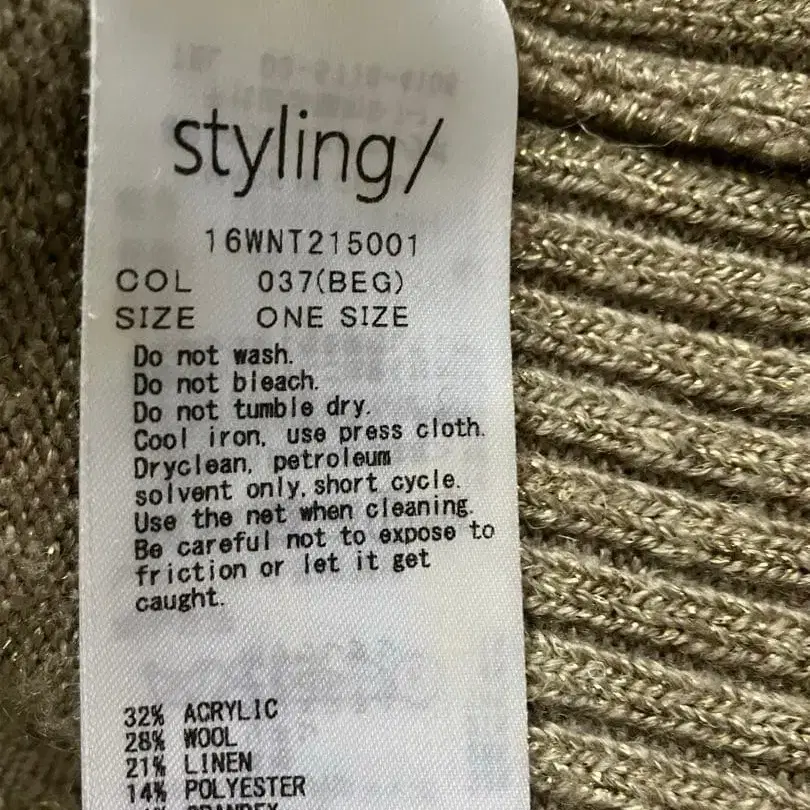 styling/
16WNT215001
COL 037(BEG)
SIZE ONE SIZE
Do not wash.
Do not bleach.
Do not tumble dry.
Cool iron, use press cloth.
Dryclean, petroleum
solvent only, short cycle.
Use the net when cleaning.
Be careful not to expose to
friction or let it get
caught.
32% ACRYLIC
28% WOOL
21% LINEN
14% POLYESTER